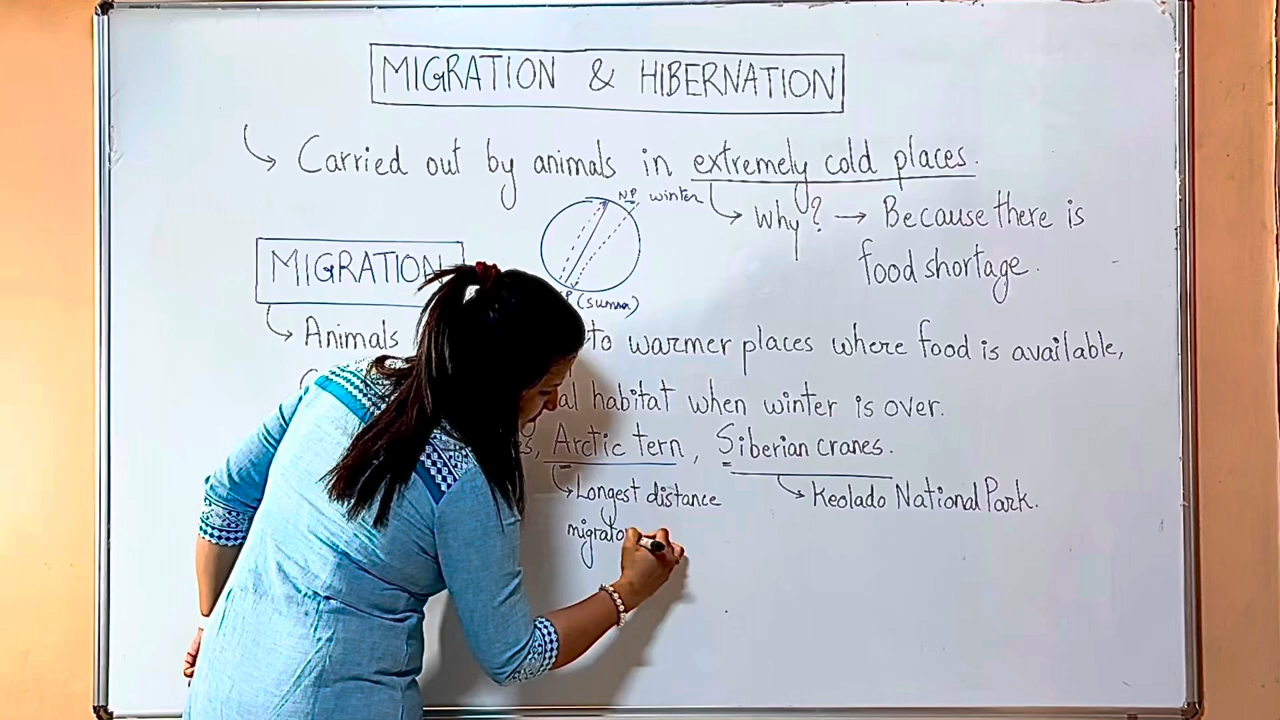 MIGRATION & HIBERNATION
Carried out by animals in extremely cold places.
NP winter
Why? → Because there is
food shortage.
MIGRATION
(summer)
Animals to warmer places where food is available,
habitat when winter is over.
Arctic tern, Siberian cranes.
Longest distance
Keolado National Park.
migrato